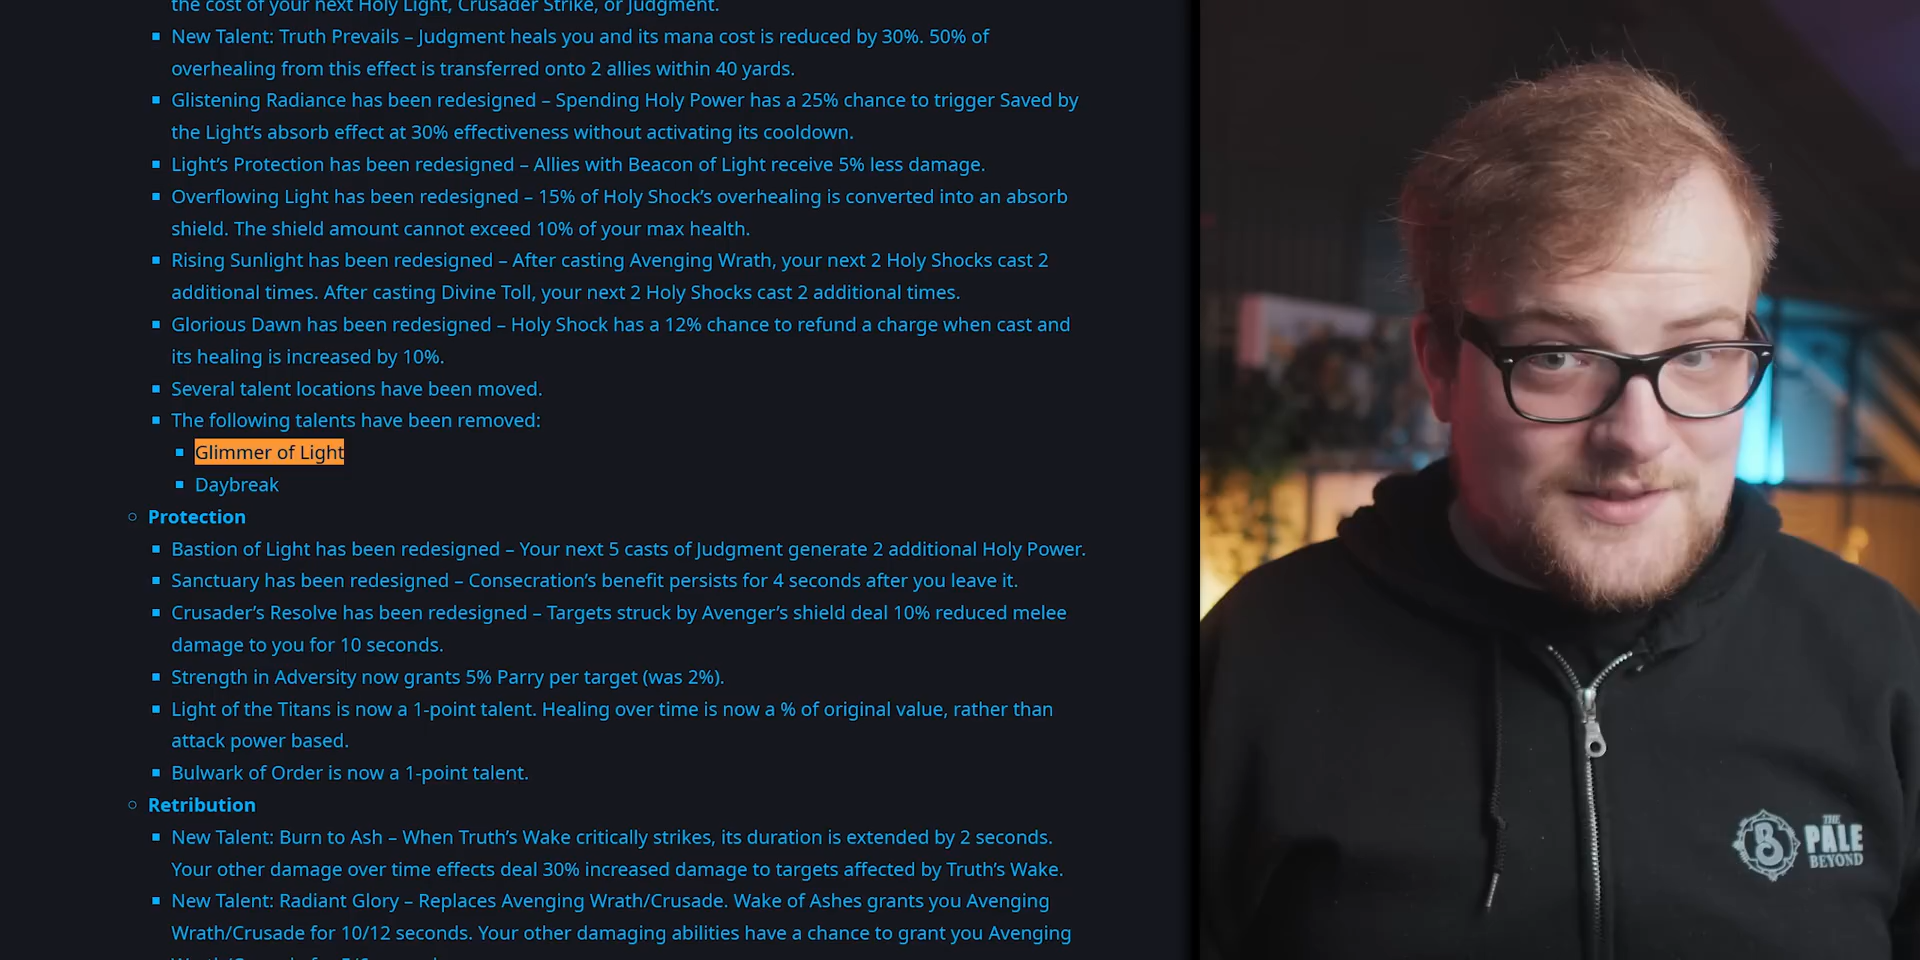 the cost of your next Holy Light, Crusader Strike, or Judgment.
New Talent: Truth Prevails – Judgment heals you and its mana cost is reduced by 30%. 50% of
overhealing from this effect is transferred onto 2 allies within 40 yards.
Glistening Radiance has been redesigned – Spending Holy Power has a 25% chance to trigger Saved by
the Light’s absorb effect at 30% effectiveness without activating its cooldown.
Light’s Protection has been redesigned – Allies with Beacon of Light receive 5% less damage.
Overflowing Light has been redesigned – 15% of Holy Shock’s overhealing is converted into an absorb
shield. The shield amount cannot exceed 10% of your max health.
Rising Sunlight has been redesigned – After casting Avenging Wrath, your next 2 Holy Shocks cast 2
additional times. After casting Divine Toll, your next 2 Holy Shocks cast 2 additional times.
Glorious Dawn has been redesigned – Holy Shock has a 12% chance to refund a charge when cast and
its healing is increased by 10%.
Several talent locations have been moved.
The following talents have been removed:
Glimmer of Light
Daybreak
Protection
Bastion of Light has been redesigned – Your next 5 casts of Judgment generate 2 additional Holy Power.
Sanctuary has been redesigned – Consecration’s benefit persists for 4 seconds after you leave it.
Crusader’s Resolve has been redesigned – Targets struck by Avenger’s shield deal 10% reduced melee
damage to you for 10 seconds.
Strength in Adversity now grants 5% Parry per target (was 2%).
Light of the Titans is now a 1-point talent. Healing over time is now a % of original value, rather than
attack power based.
Bulwark of Order is now a 1-point talent.
Retribution
New Talent: Burn to Ash – When Truth’s Wake critically strikes, its duration is extended by 2 seconds.
Your other damage over time effects deal 30% increased damage to targets affected by Truth’s Wake.
New Talent: Radiant Glory – Replaces Avenging Wrath/Crusade. Wake of Ashes grants you Avenging
Wrath/Crusade for 10/12 seconds. Your other damaging abilities have a chance to grant you Avenging
THE
PALE
BEYOND